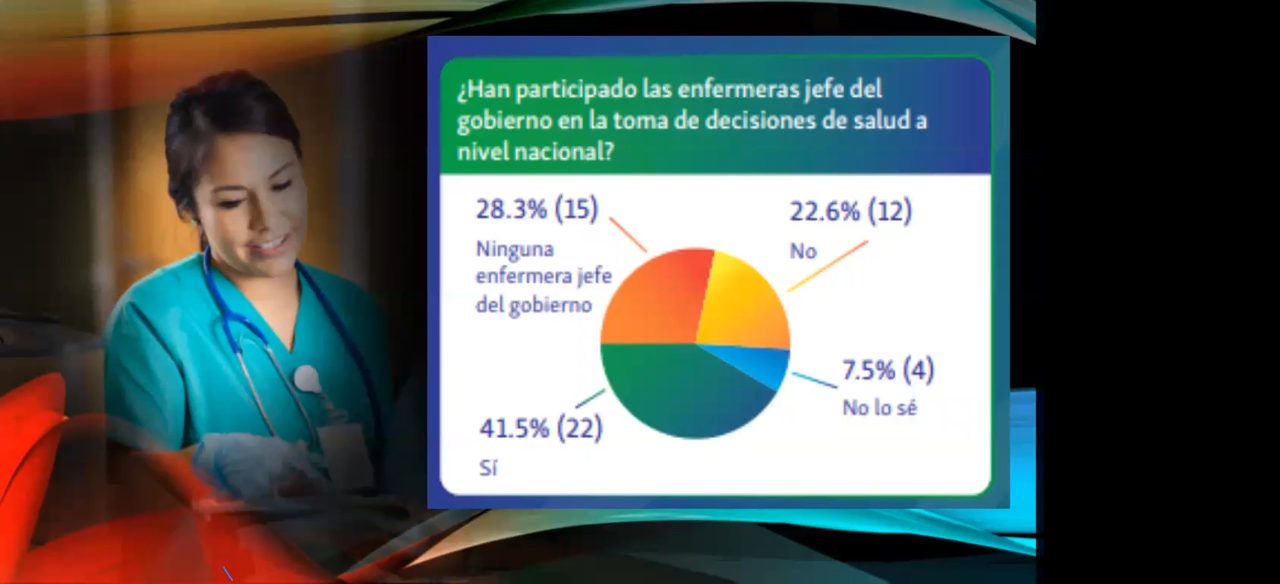 ¿Han participado las enfermeras jefe del
gobierno en la toma de decisiones de salud a
nivel nacional?
28.3% (15)
Ninguna
enfermera jefe
del gobierno
22.6% (12)
No
7.5% (4)
No lo sé
41.5% (22)
Sí